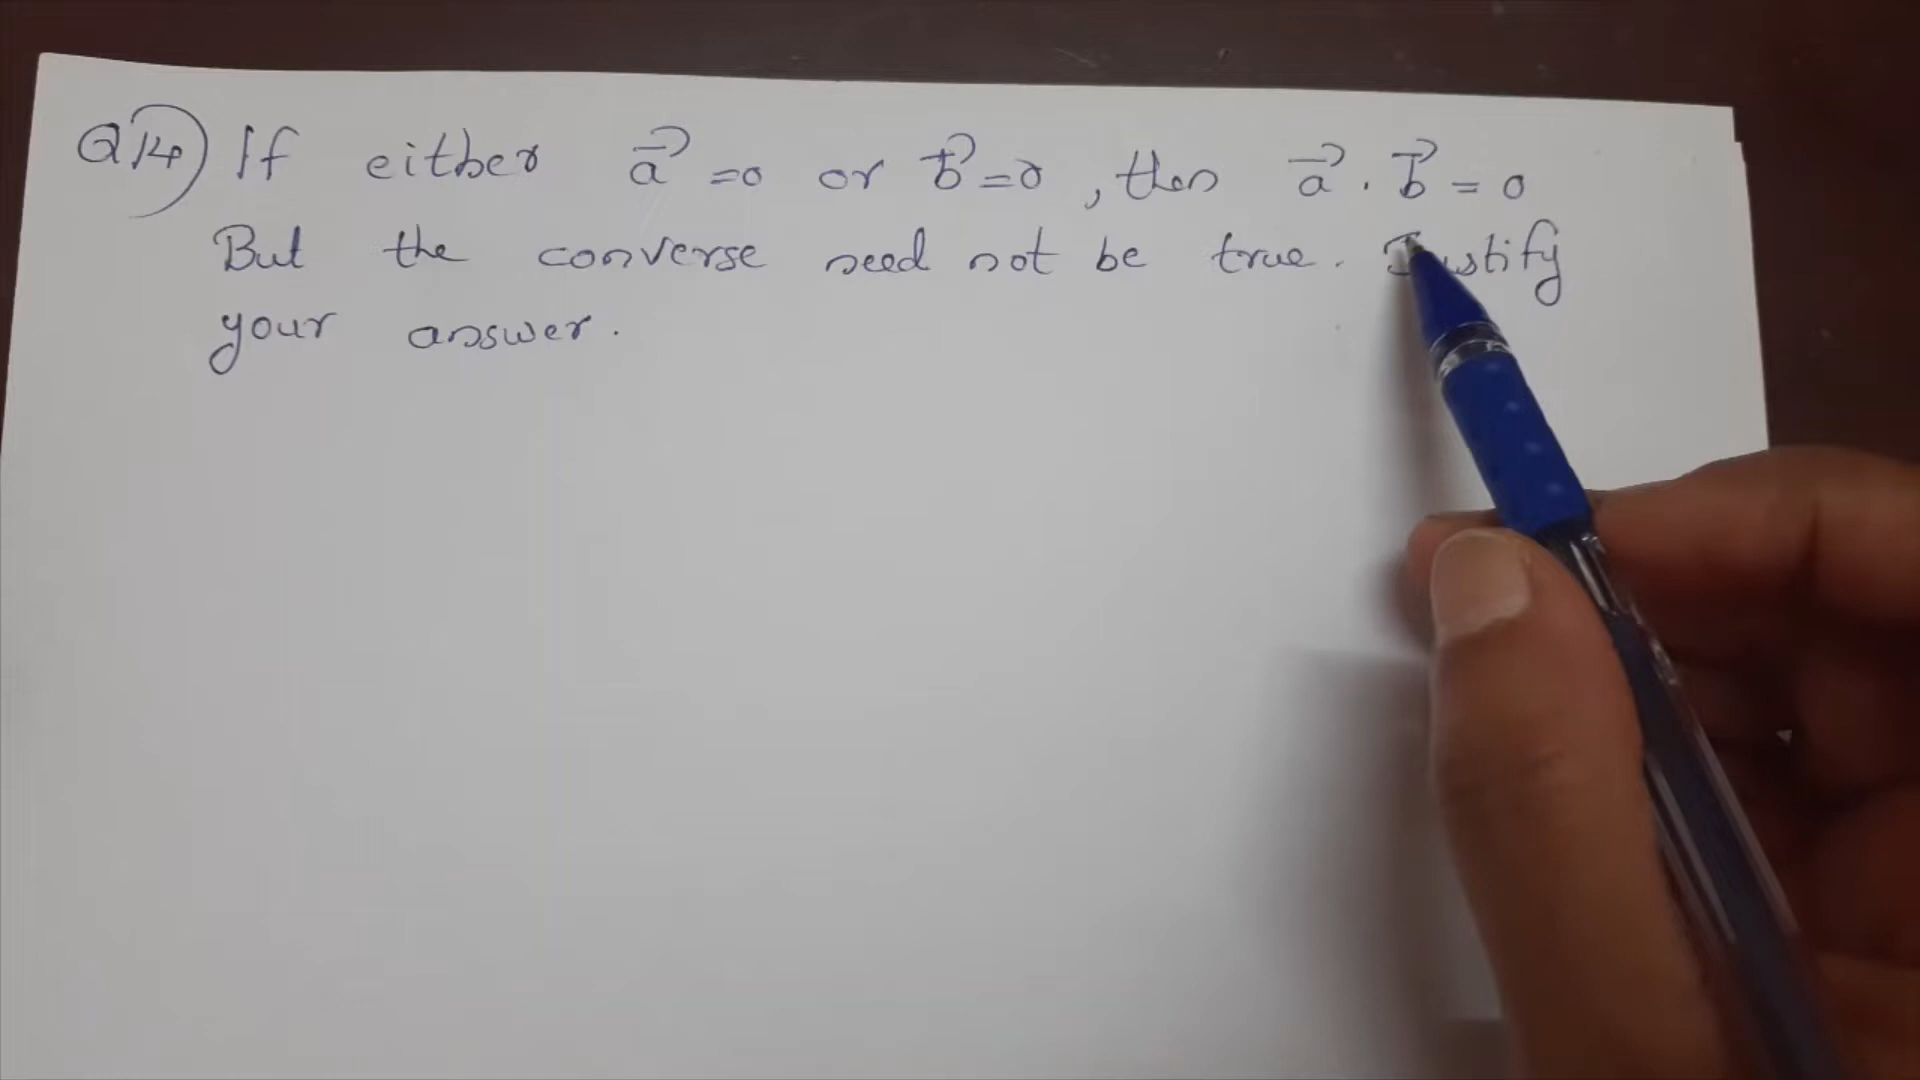 Q14) If either a⃗ =0 or b⃗ =0, then a⃗ . b⃗ = 0
But the converse need not be true. Justify
your answer.